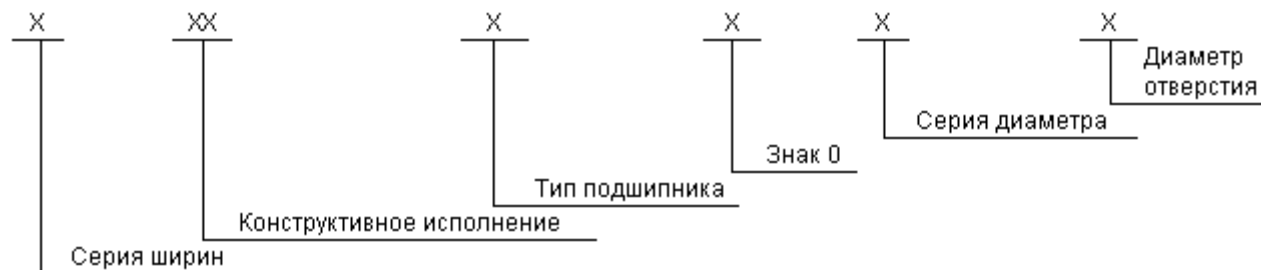 X XX X X X X
Диаметр
отверстия
Серия диаметра
Знак 0
Тип подшипника
Конструктивное исполнение
Серия ширин